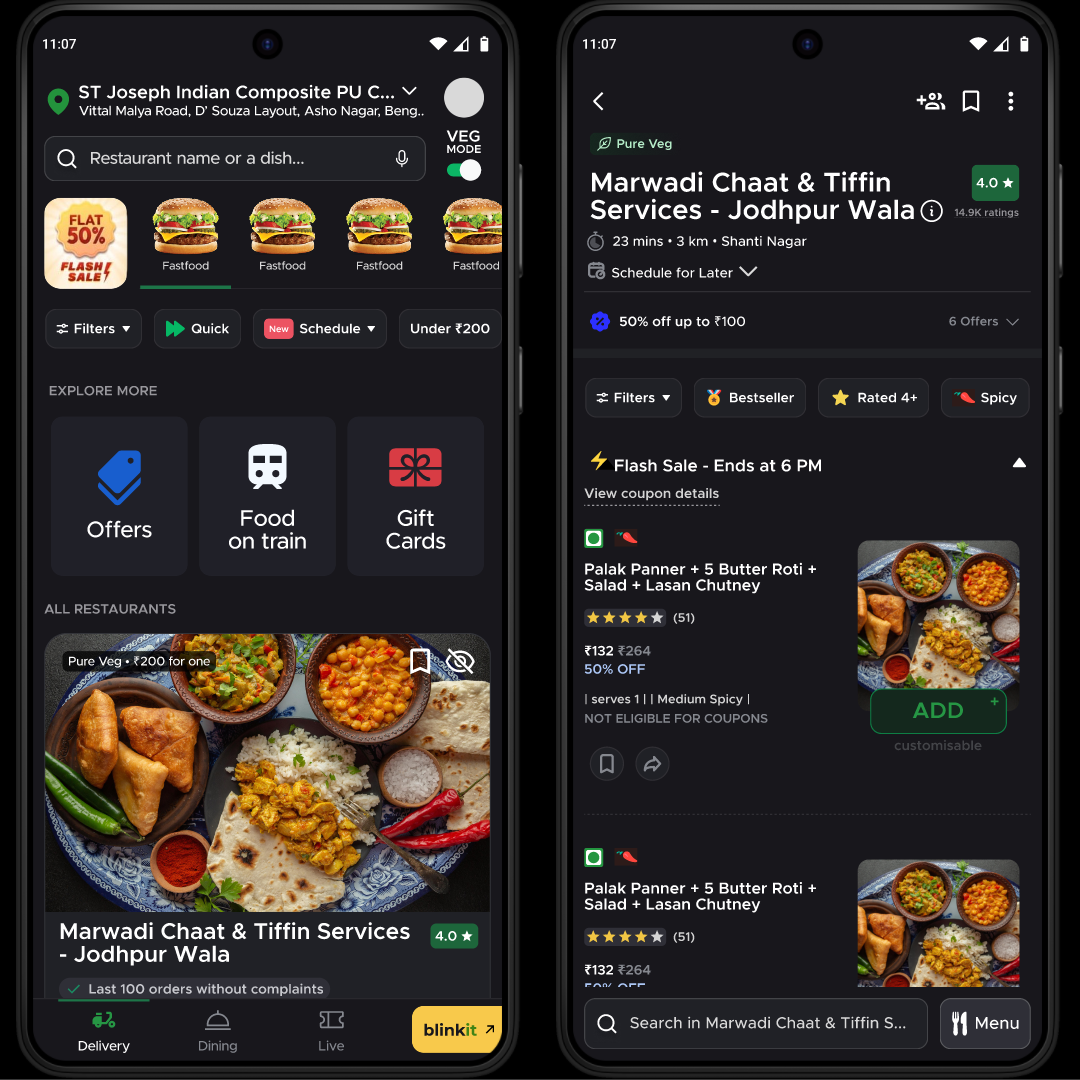 11:07
ST Joseph Indian Composite PU C...
Vittal Malya Road, D' Souza Layout, Asho Nagar, Beng..
Restaurant name or a dish...
VEG
MODE
FLAT
50%
FLASH
SALE
Fastfood
Fastfood
Fastfood
Fastfood
Filters
Quick
New Schedule
Under ₹200
EXPLORE MORE
Offers
Food
on train
Gift
Cards
ALL RESTAURANTS
Pure Veg • ₹200 for one
Marwadi Chaat & Tiffin Services
- Jodhpur Wala
4.0 ★
Last 100 orders without complaints
Delivery
Dining
Live
blinkit
11:07
Pure Veg
Marwadi Chaat & Tiffin
Services - Jodhpur Wala
4.0 ★
14.9K ratings
23 mins • 3 km • Shanti Nagar
Schedule for Later
50% off up to ₹100
6 Offers
Filters
Bestseller
Rated 4+
Spicy
Flash Sale - Ends at 6 PM
View coupon details
Palak Panner + 5 Butter Roti +
Salad + Lasan Chutney
(51)
₹132 ₹264
50% OFF
| serves 1 | | Medium Spicy |
NOT ELIGIBLE FOR COUPONS
ADD +
customisable
Palak Panner + 5 Butter Roti +
Salad + Lasan Chutney
(51)
₹132 ₹264
50% OFF
Search in Marwadi Chaat & Tiffin S...
Menu